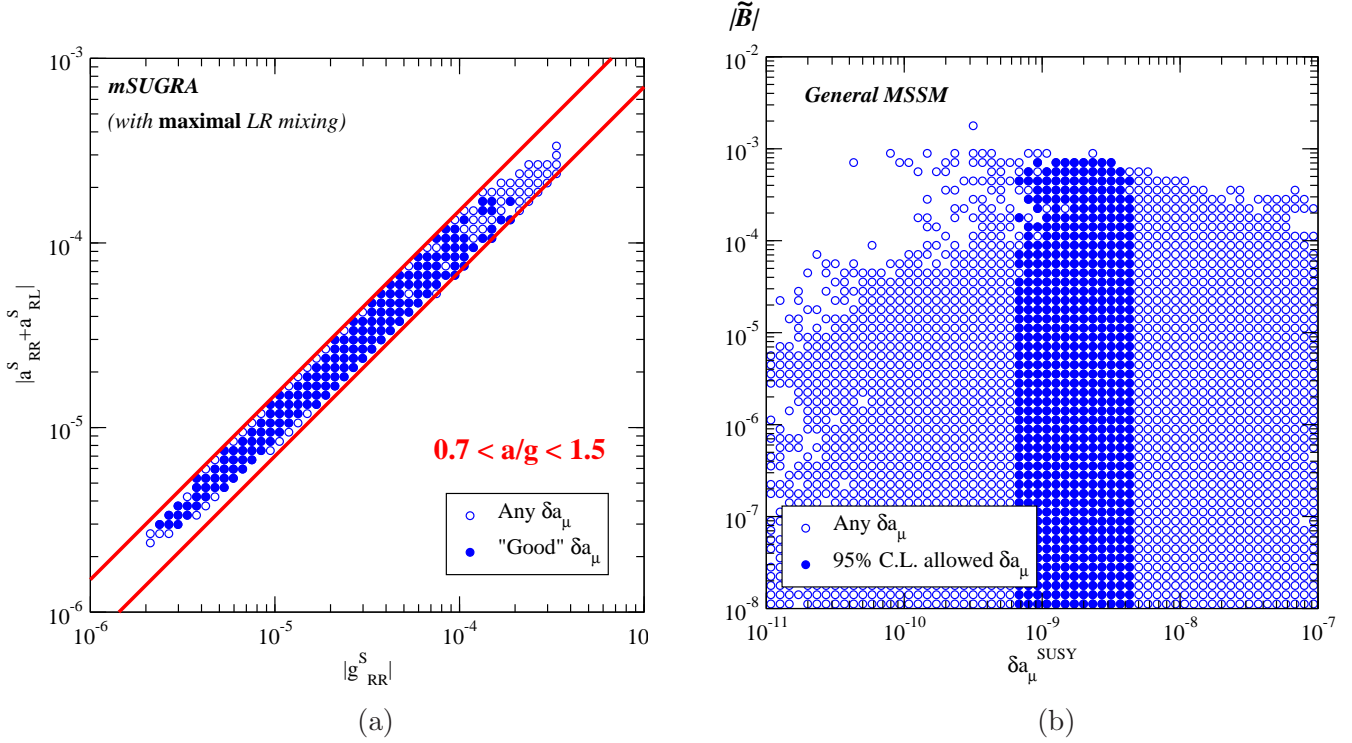 mSUGRA
(with maximal LR mixing)
10^-3
10^-4
10^-5
10^-6
|a^S_RR+a^S_RL|
0.7 < a/g < 1.5
Any δa_μ
"Good" δa_μ
10^-6 10^-5 10^-4 10
|g^S_RR|
(a)
|B̃|
General MSSM
10^-2
10^-3
10^-4
10^-5
10^-6
10^-7
10^-8
Any δa_μ
95% C.L. allowed δa_μ
10^-11 10^-10 10^-9 10^-8 10^-7
δa_μ^SUSY
(b)